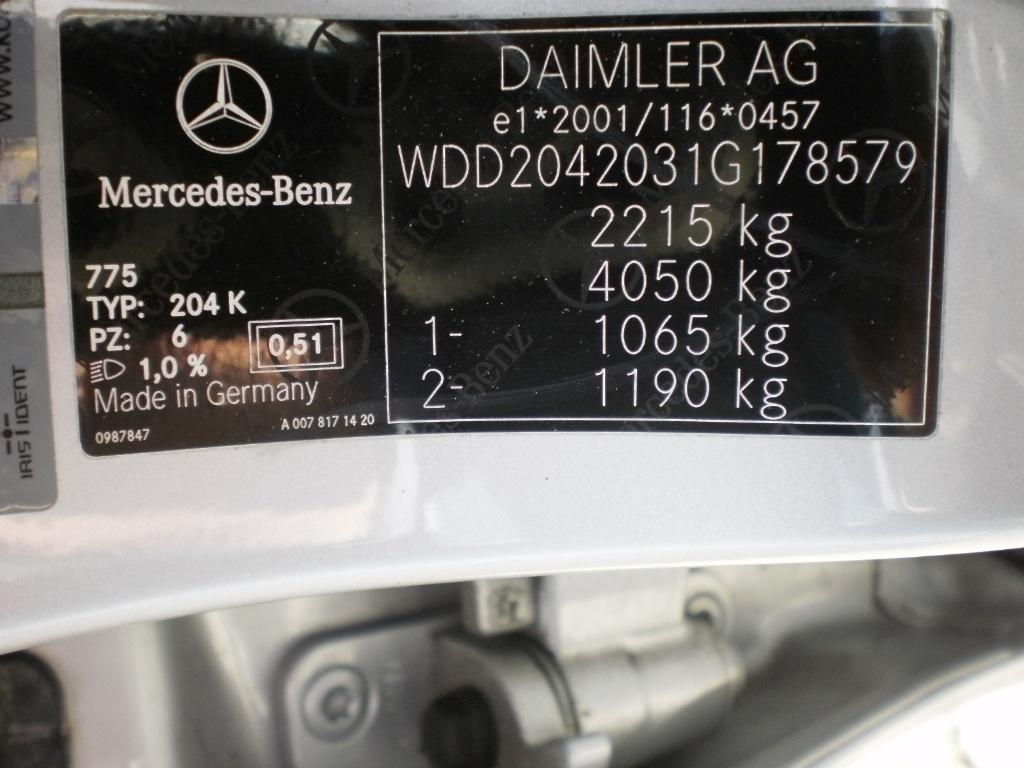 Mercedes-Benz
775
TYP: 204 K
PZ: 6
0,51
1,0 %
Made in Germany
0987847
A 007 817 14 20
DAIMLER AG
e1*2001/116*0457
WDD2042031G178579
2215 kg
4050 kg
1- 1065 kg
2- 1190 kg
IRIS IDENT